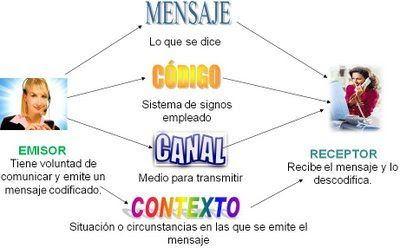 MENSAJE
Lo que se dice
CÓDIGO
Sistema de signos
empleado
CANAL
Medio para transmitir
EMISOR
Tiene voluntad de
comunicar y emite un
mensaje codificado.
RECEPTOR
Recibe el mensaje y lo
descodifica.
CONTEXTO
Situación o circunstancias en las que se emite el
mensaje